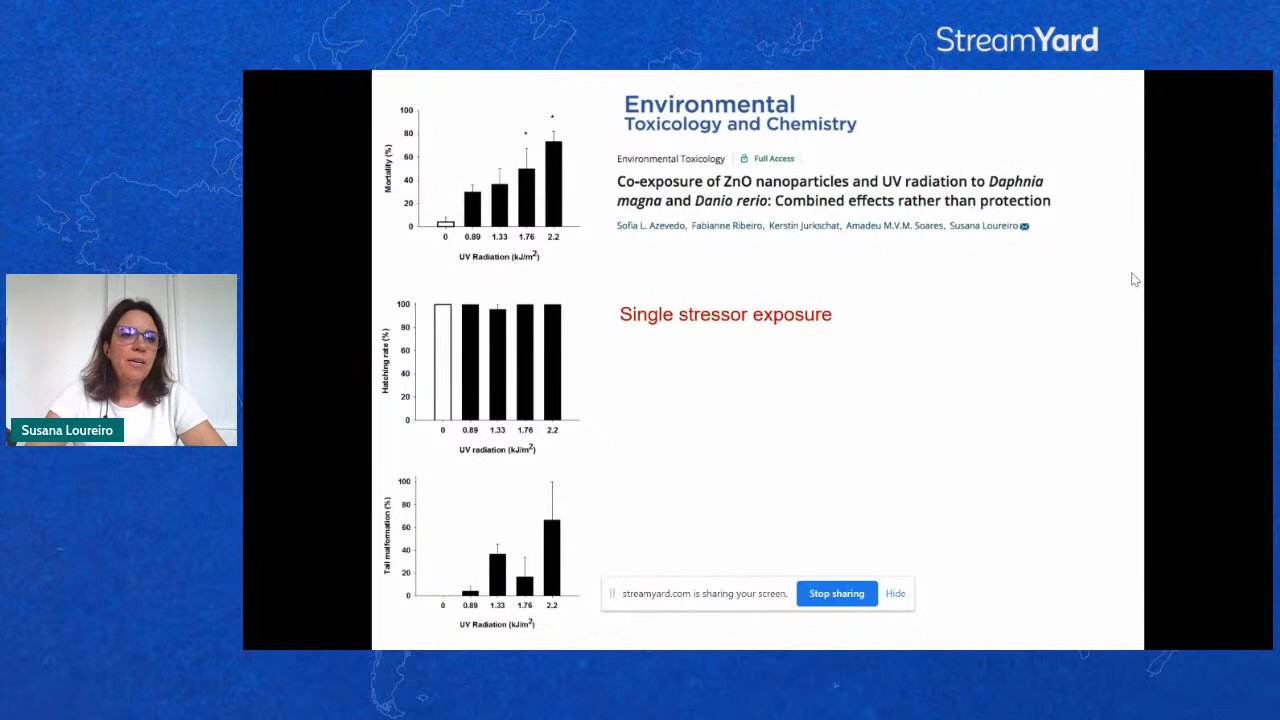 StreamYard
Environmental
Toxicology and Chemistry
Environmental Toxicology
Full Access
Co-exposure of ZnO nanoparticles and UV radiation to Daphnia
magna and Danio rerio: Combined effects rather than protection
Sofia L. Azevedo, Fabianne Ribeiro, Kerstin Jurkschat, Amadeu M.V.M. Soares, Susana Loureiro
100
80
60
40
20
0
Mortality (%)
* *
0 0.89 1.33 1.76 2.2
UV Radiation (kJ/m2)
Single stressor exposure
100
80
60
40
20
0
Hatching rate (%)
0 0.89 1.33 1.76 2.2
UV radiation (kJ/m2)
Susana Loureiro
100
80
60
40
20
0
Tail malformation (%)
0 0.89 1.33 1.76 2.2
UV Radiation (kJ/m2)
streamyard.com is sharing your screen.
Stop sharing
Hide